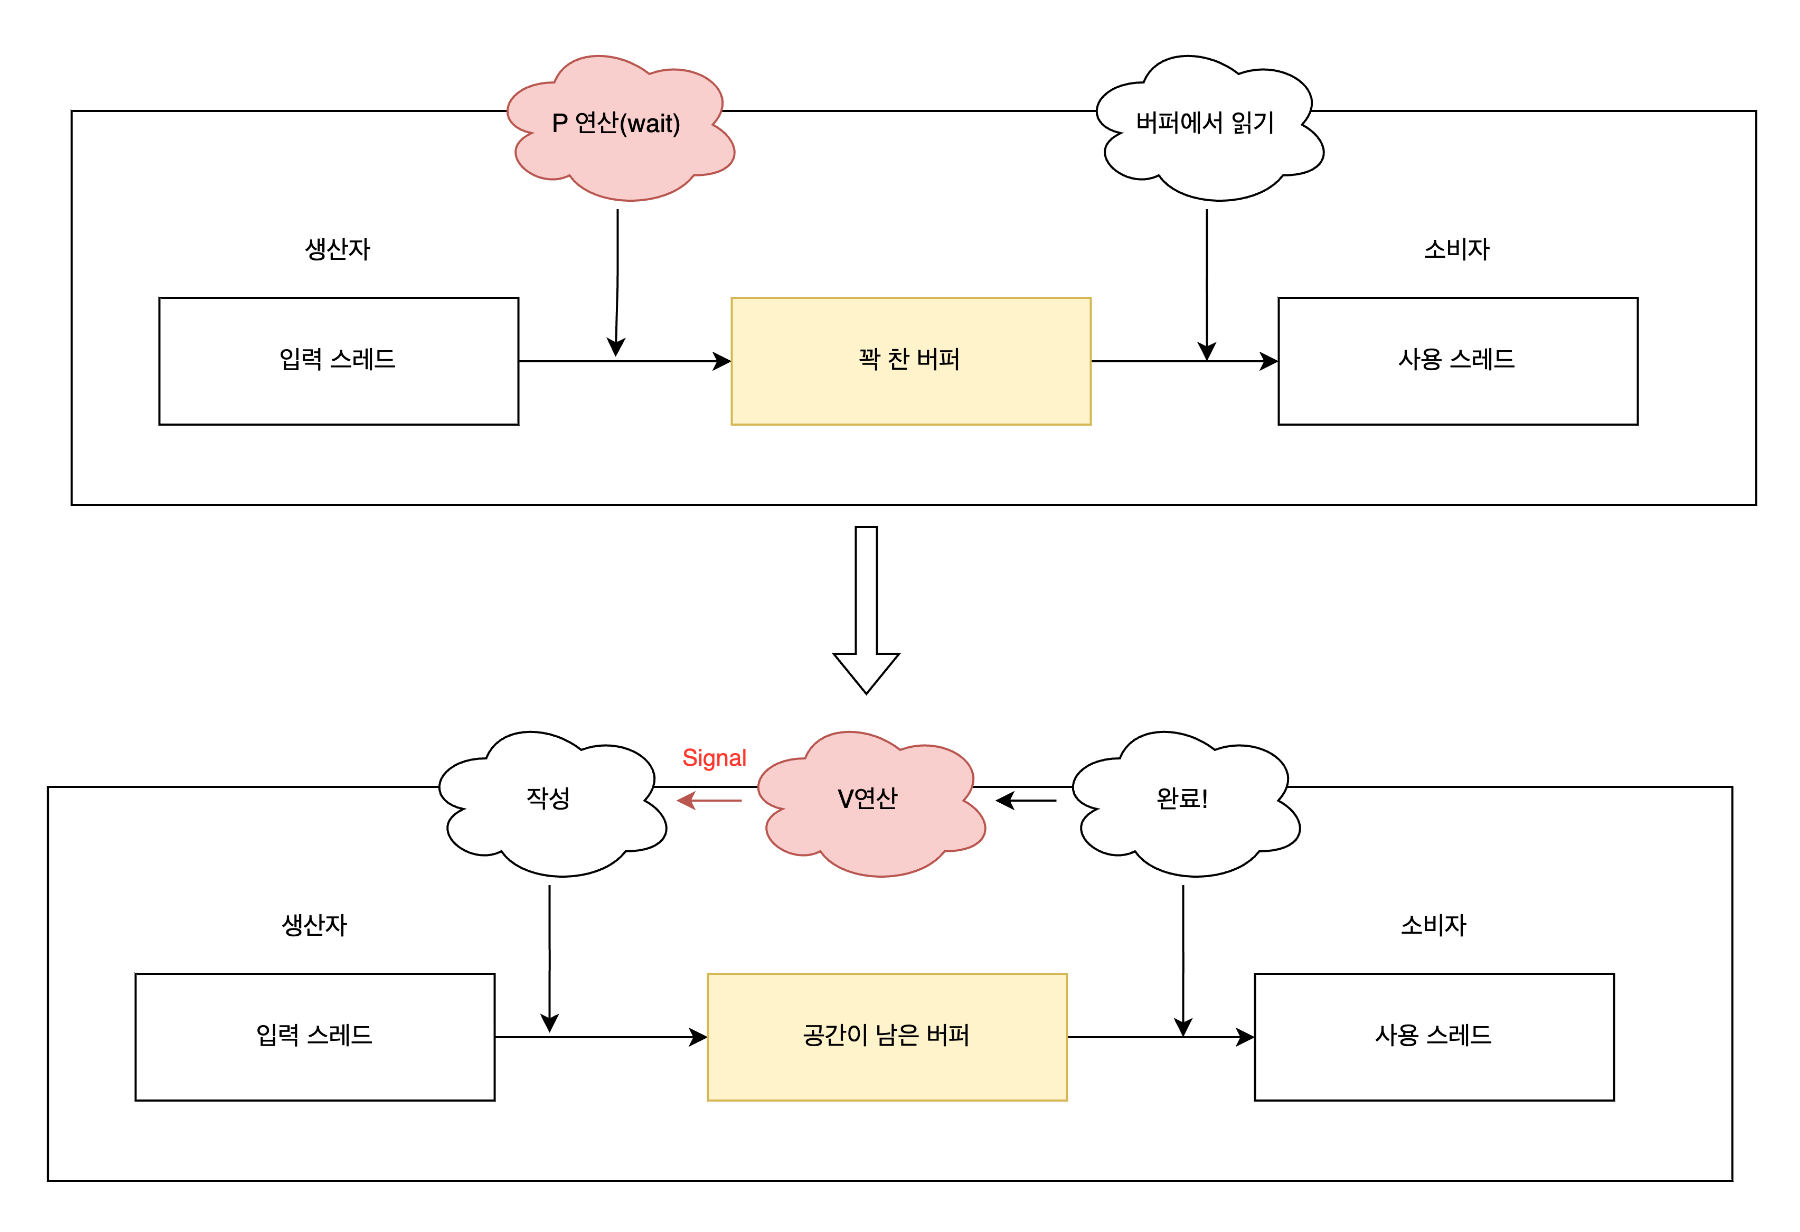 P 연산(wait)
버퍼에서 읽기
생산자
소비자
입력 스레드
꽉 찬 버퍼
사용 스레드
Signal
작성
V연산
완료!
생산자
소비자
입력 스레드
공간이 남은 버퍼
사용 스레드